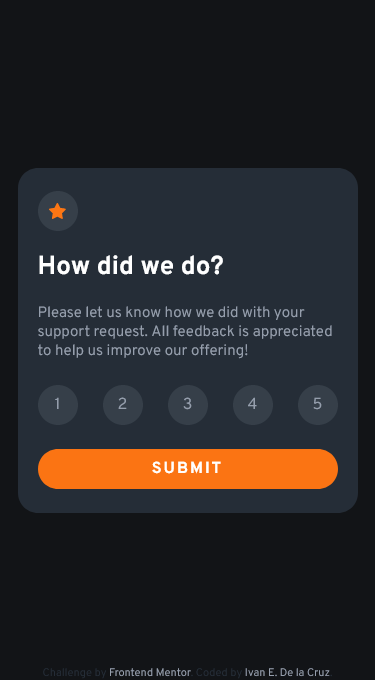 How did we do?
Please let us know how we did with your
support request. All feedback is appreciated
to help us improve our offering!
1 2 3 4 5
SUBMIT
Challenge by Frontend Mentor. Coded by Ivan E. De la Cruz